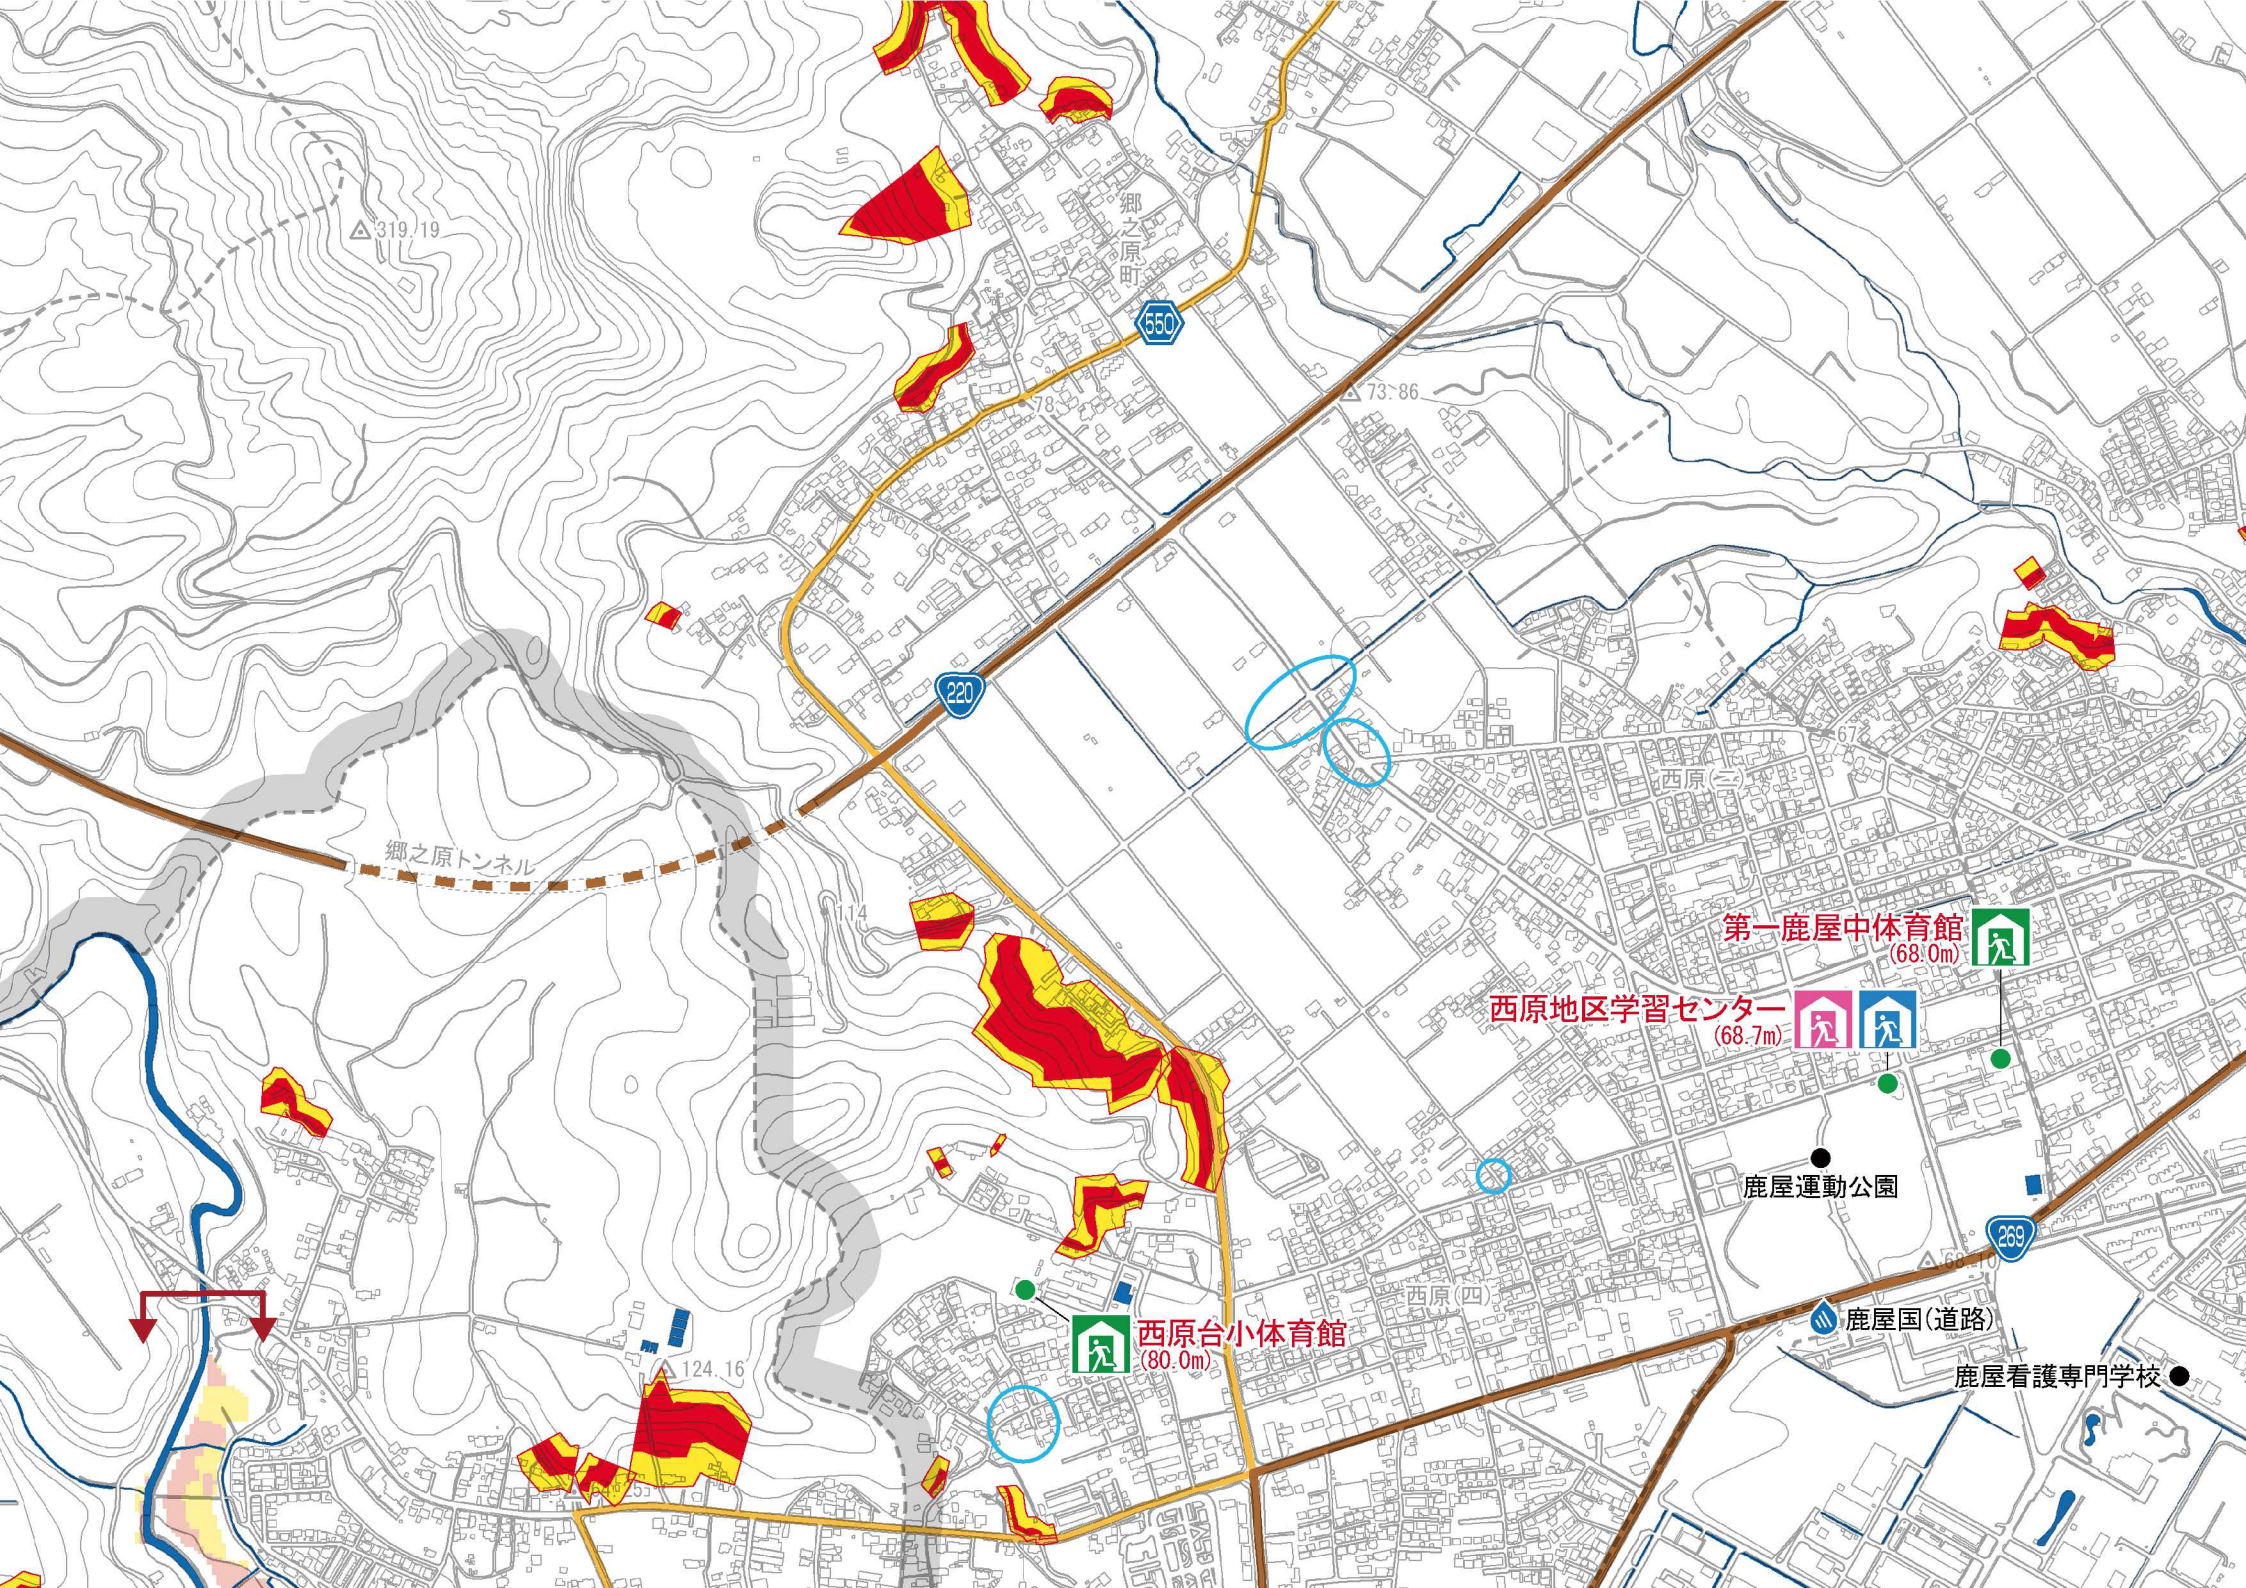 319.19
郷之原町
550
78
73.86
220
郷之原トンネル
114
67
西原(二)
第一鹿屋中体育館
(68.0m)
西原地区学習センター
(68.7m)
鹿屋運動公園
269
西原(四)
鹿屋国(道路)
西原台小体育館
(80.0m)
124.16
鹿屋看護専門学校